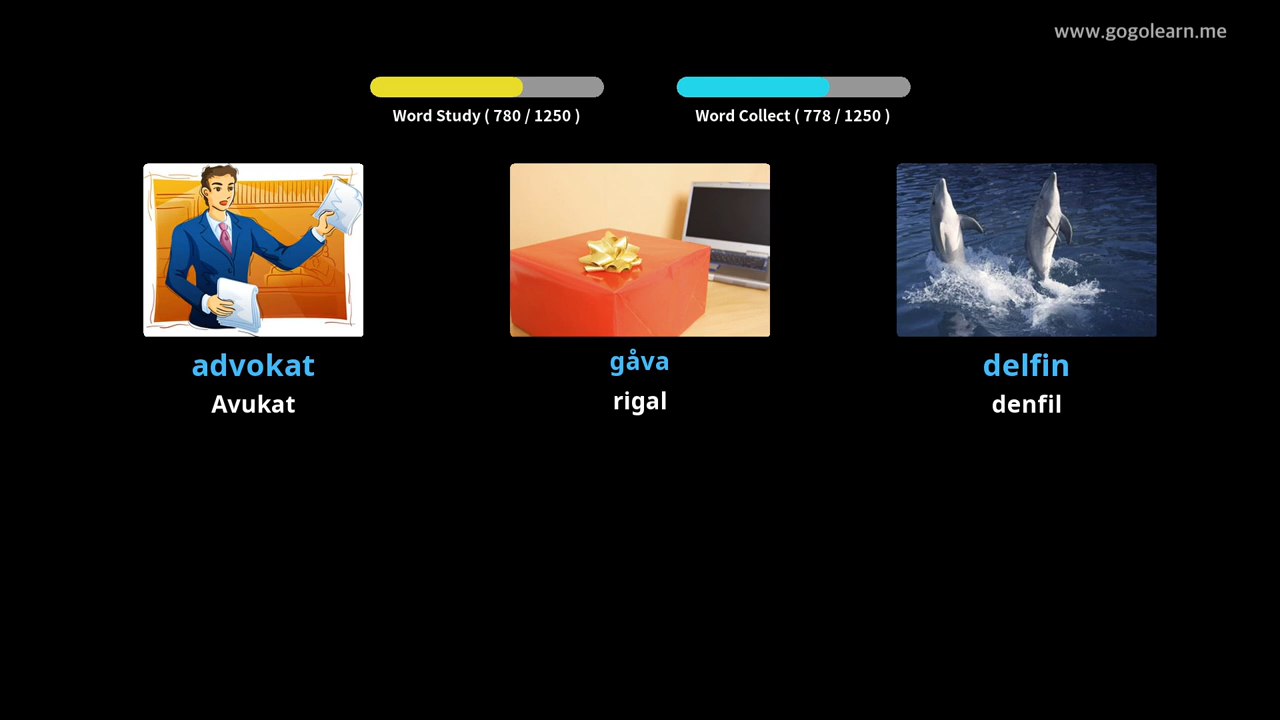 www.gogolearn.me
Word Study ( 780 / 1250 )
Word Collect ( 778 / 1250 )
advokat
Avukat
gåva
rigal
delfin
denfil